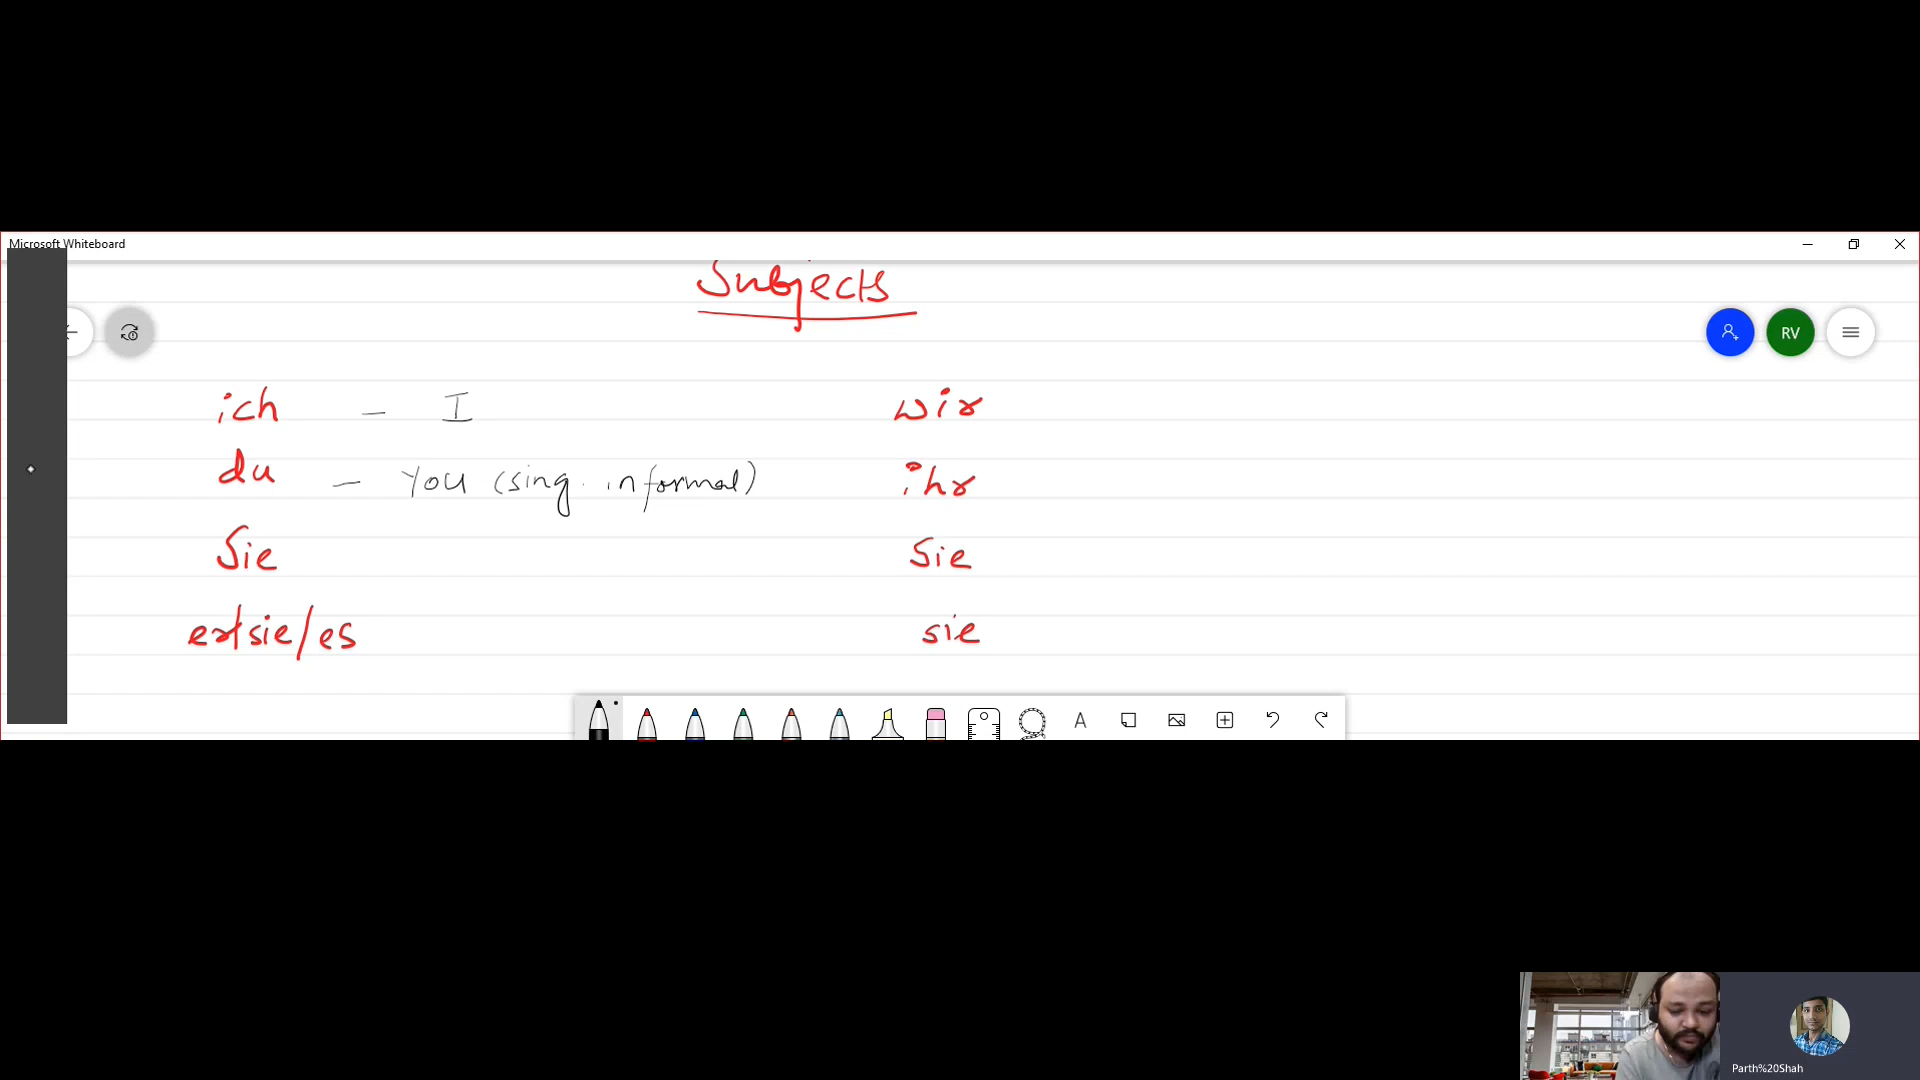 Microsoft Whiteboard
Subjects
RV
ich - I wir
du - You (sing. informal) ihr
Sie Sie
er/sie/es sie
A
Parth%20Shah